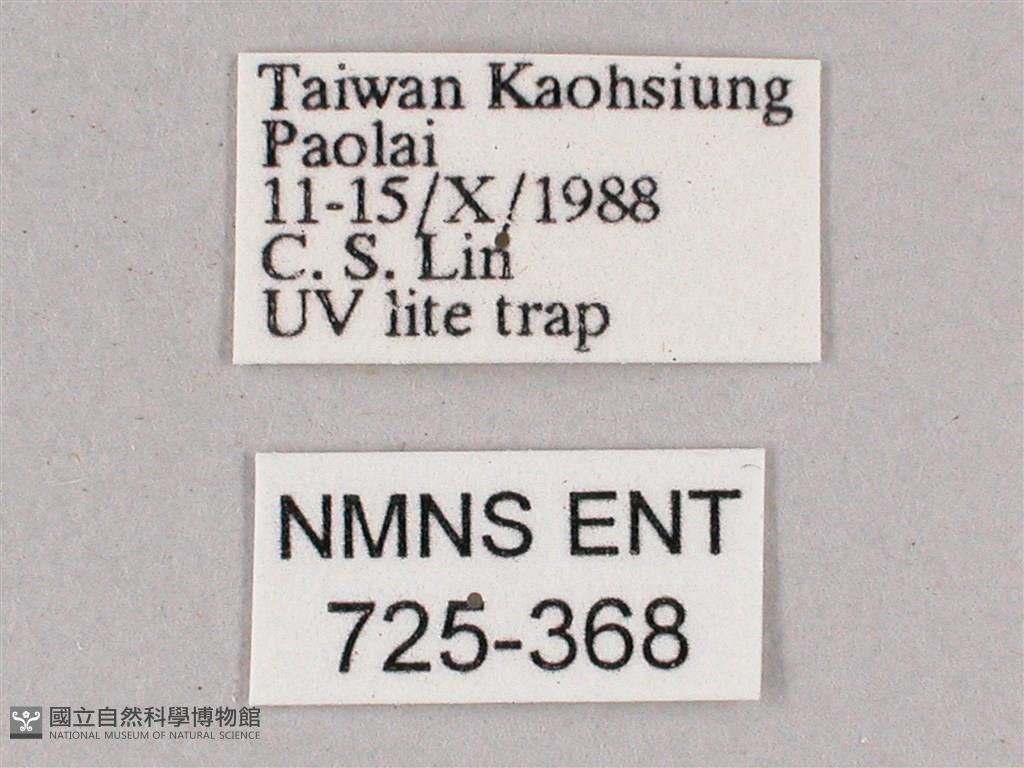 Taiwan Kaohsiung
Paolai
11-15/X/1988
C. S. Lin
UV lite trap
NMNS ENT
725-368
國立自然科學博物館
NATIONAL MUSEUM OF NATURAL SCIENCE